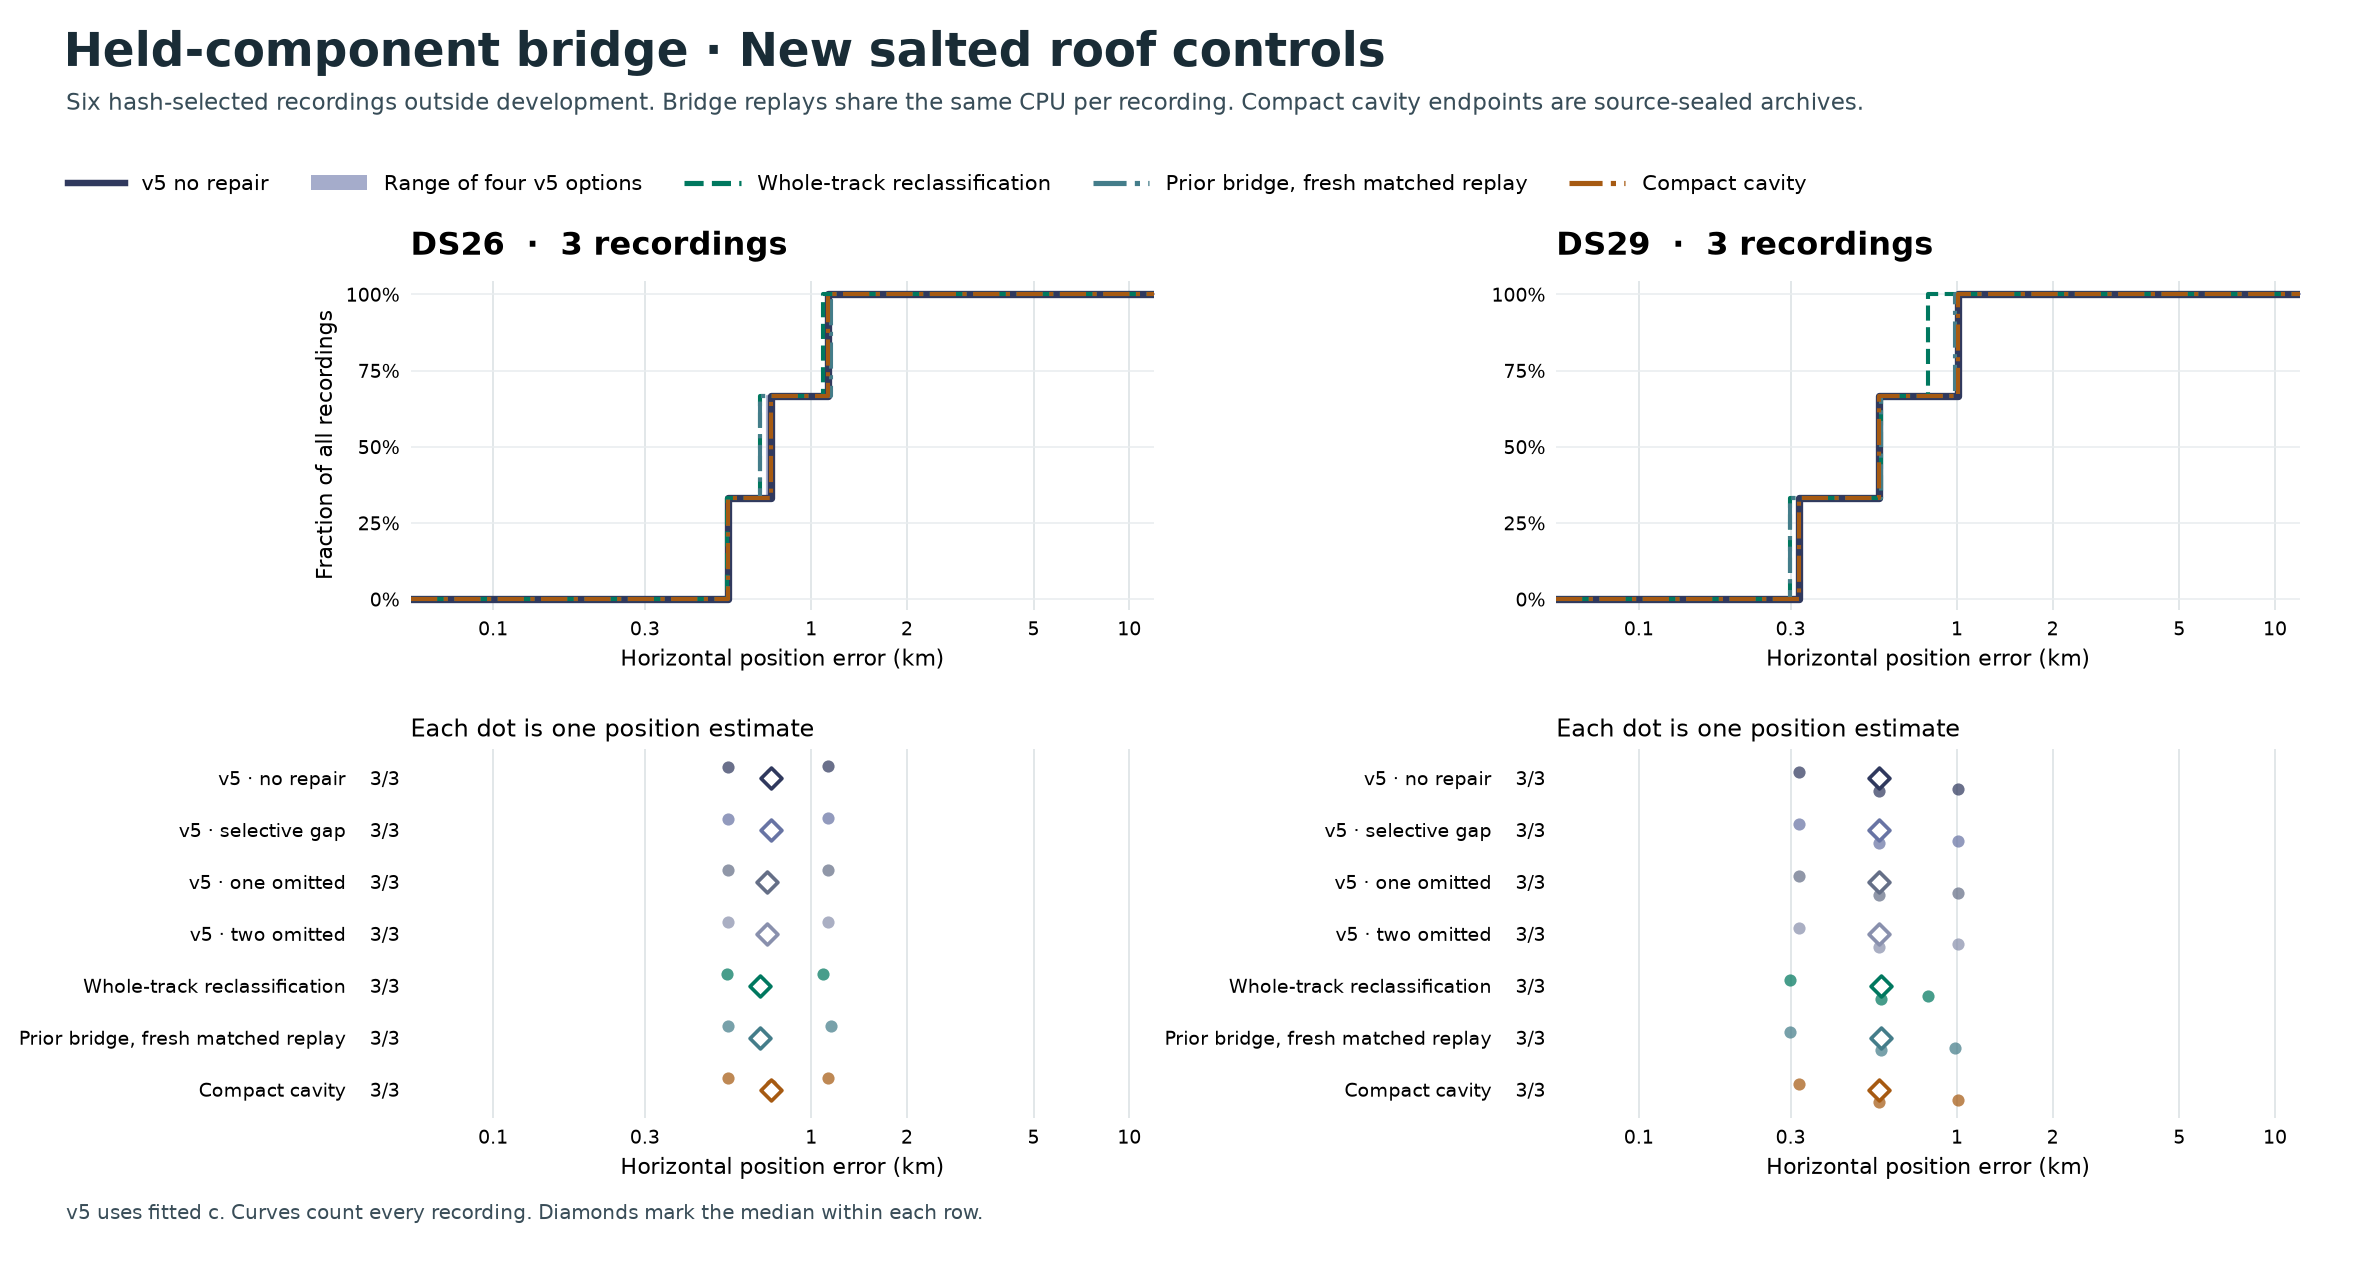 Held-component bridge · New salted roof controls
Six hash-selected recordings outside development. Bridge replays share the same CPU per recording. Compact cavity endpoints are source-sealed archives.
v5 no repair
Range of four v5 options
Whole-track reclassification
Prior bridge, fresh matched replay
Compact cavity
DS26 · 3 recordings
Fraction of all recordings
100%
75%
50%
25%
0%
0.1 0.3 1 2 5 10
Horizontal position error (km)
DS29 · 3 recordings
100%
75%
50%
25%
0%
0.1 0.3 1 2 5 10
Horizontal position error (km)
Each dot is one position estimate
v5 · no repair 3/3
v5 · selective gap 3/3
v5 · one omitted 3/3
v5 · two omitted 3/3
Whole-track reclassification 3/3
Prior bridge, fresh matched replay 3/3
Compact cavity 3/3
0.1 0.3 1 2 5 10
Horizontal position error (km)
Each dot is one position estimate
v5 · no repair 3/3
v5 · selective gap 3/3
v5 · one omitted 3/3
v5 · two omitted 3/3
Whole-track reclassification 3/3
Prior bridge, fresh matched replay 3/3
Compact cavity 3/3
0.1 0.3 1 2 5 10
Horizontal position error (km)
v5 uses fitted c. Curves count every recording. Diamonds mark the median within each row.